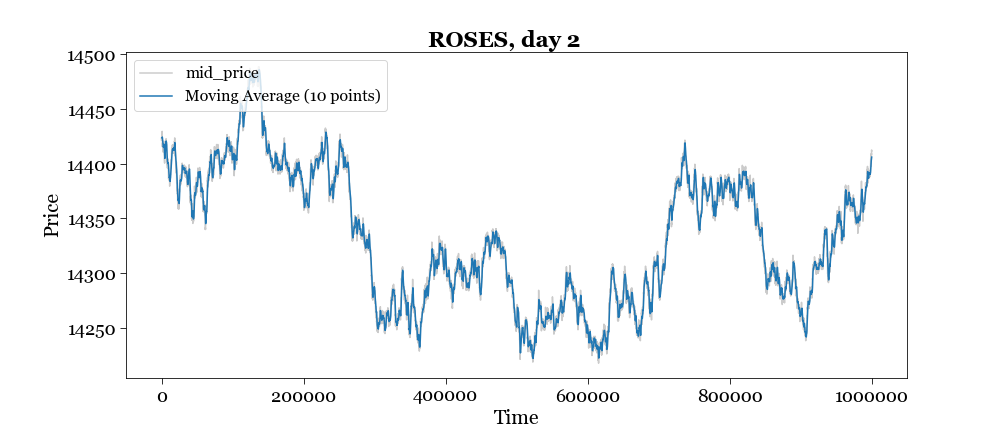 ROSES, day 2
mid_price
Moving Average (10 points)
14500
14450
14400
14350
14300
14250
Price
0 200000 400000 600000 800000 1000000
Time